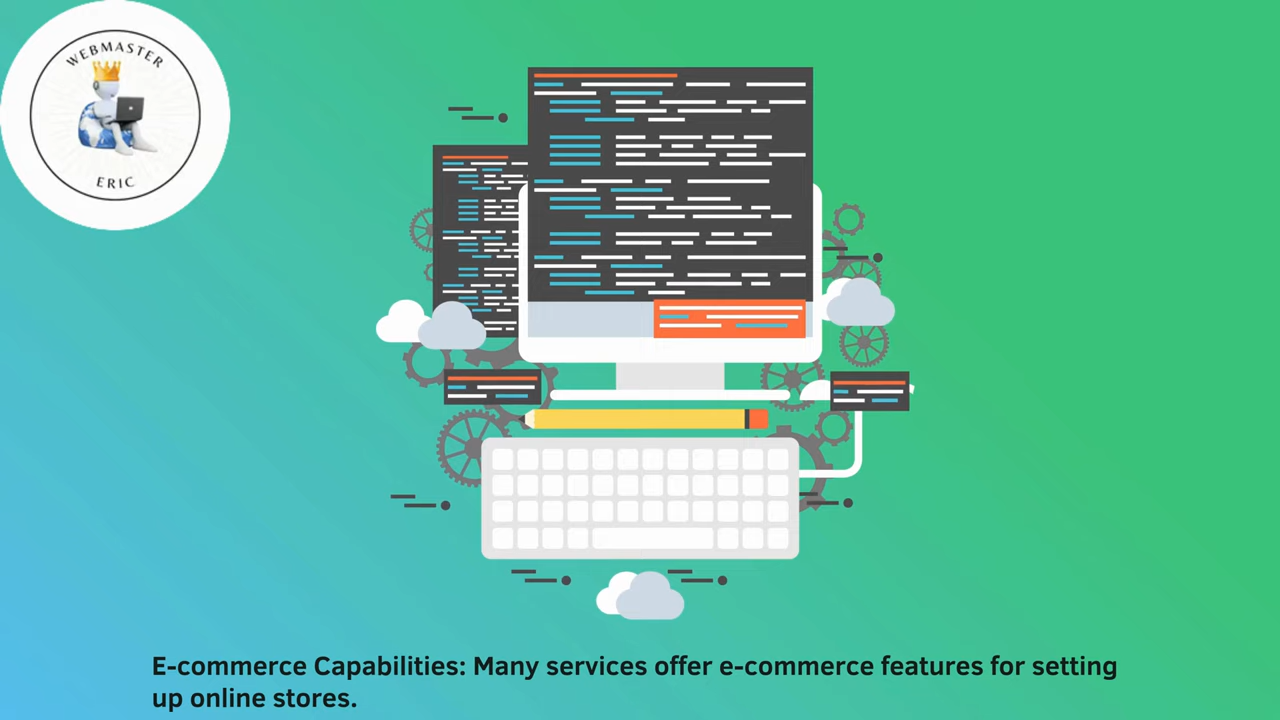 WEBMASTER
ERIC
E-commerce Capabilities: Many services offer e-commerce features for setting
up online stores.